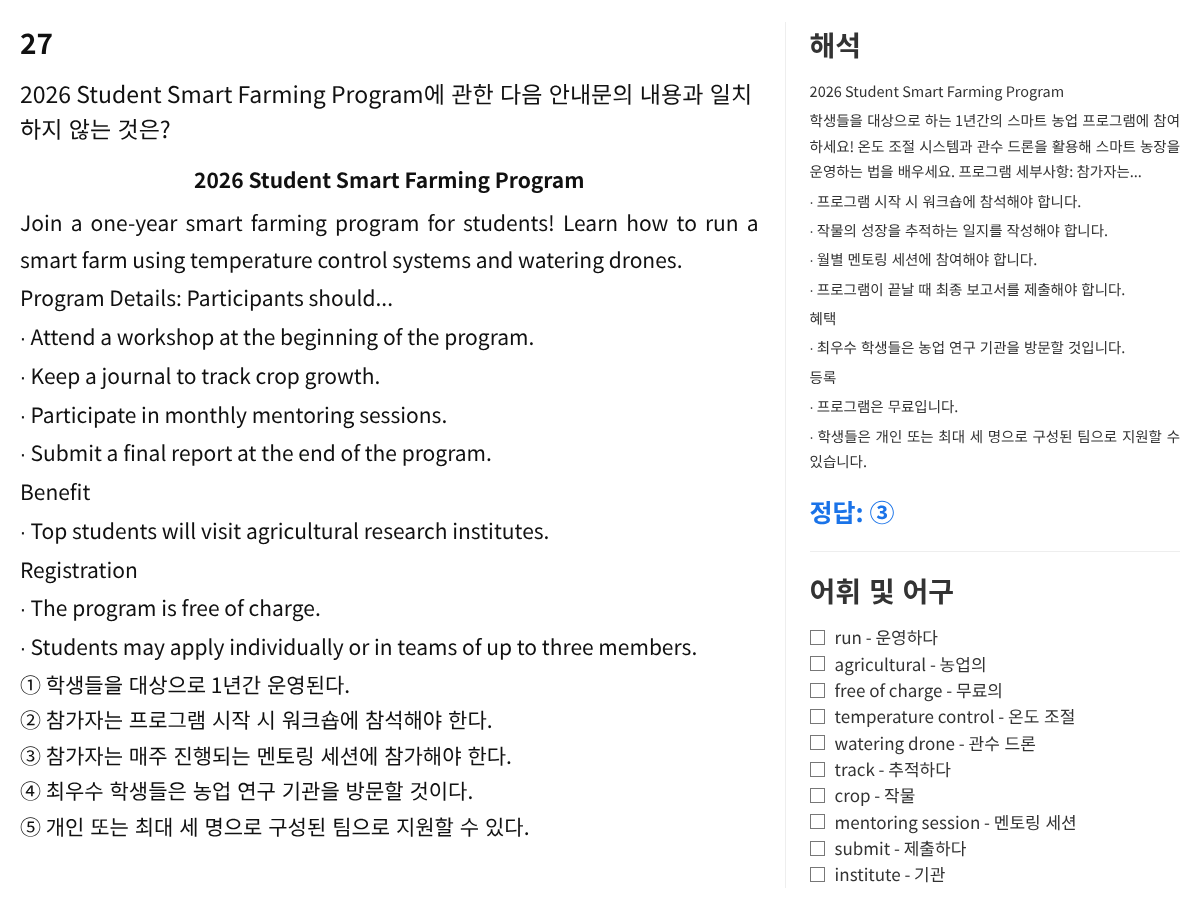 27
2026 Student Smart Farming Program에 관한 다음 안내문의 내용과 일치
하지 않는 것은?
2026 Student Smart Farming Program
Join a one-year smart farming program for students! Learn how to run a
smart farm using temperature control systems and watering drones.
Program Details: Participants should...
· Attend a workshop at the beginning of the program.
· Keep a journal to track crop growth.
· Participate in monthly mentoring sessions.
· Submit a final report at the end of the program.
Benefit
· Top students will visit agricultural research institutes.
Registration
· The program is free of charge.
· Students may apply individually or in teams of up to three members.
① 학생들을 대상으로 1년간 운영된다.
② 참가자는 프로그램 시작 시 워크숍에 참석해야 한다.
③ 참가자는 매주 진행되는 멘토링 세션에 참가해야 한다.
④ 최우수 학생들은 농업 연구 기관을 방문할 것이다.
⑤ 개인 또는 최대 세 명으로 구성된 팀으로 지원할 수 있다.
해석
2026 Student Smart Farming Program
학생들을 대상으로 하는 1년간의 스마트 농업 프로그램에 참여
하세요! 온도 조절 시스템과 관수 드론을 활용해 스마트 농장을
운영하는 법을 배우세요. 프로그램 세부사항: 참가자는...
· 프로그램 시작 시 워크숍에 참석해야 합니다.
· 작물의 성장을 추적하는 일지를 작성해야 합니다.
· 월별 멘토링 세션에 참여해야 합니다.
· 프로그램이 끝날 때 최종 보고서를 제출해야 합니다.
혜택
· 최우수 학생들은 농업 연구 기관을 방문할 것입니다.
등록
· 프로그램은 무료입니다.
· 학생들은 개인 또는 최대 세 명으로 구성된 팀으로 지원할 수
있습니다.
정답: ③
어휘 및 어구
□ run - 운영하다
□ agricultural - 농업의
□ free of charge - 무료의
□ temperature control - 온도 조절
□ watering drone - 관수 드론
□ track - 추적하다
□ crop - 작물
□ mentoring session - 멘토링 세션
□ submit - 제출하다
□ institute - 기관